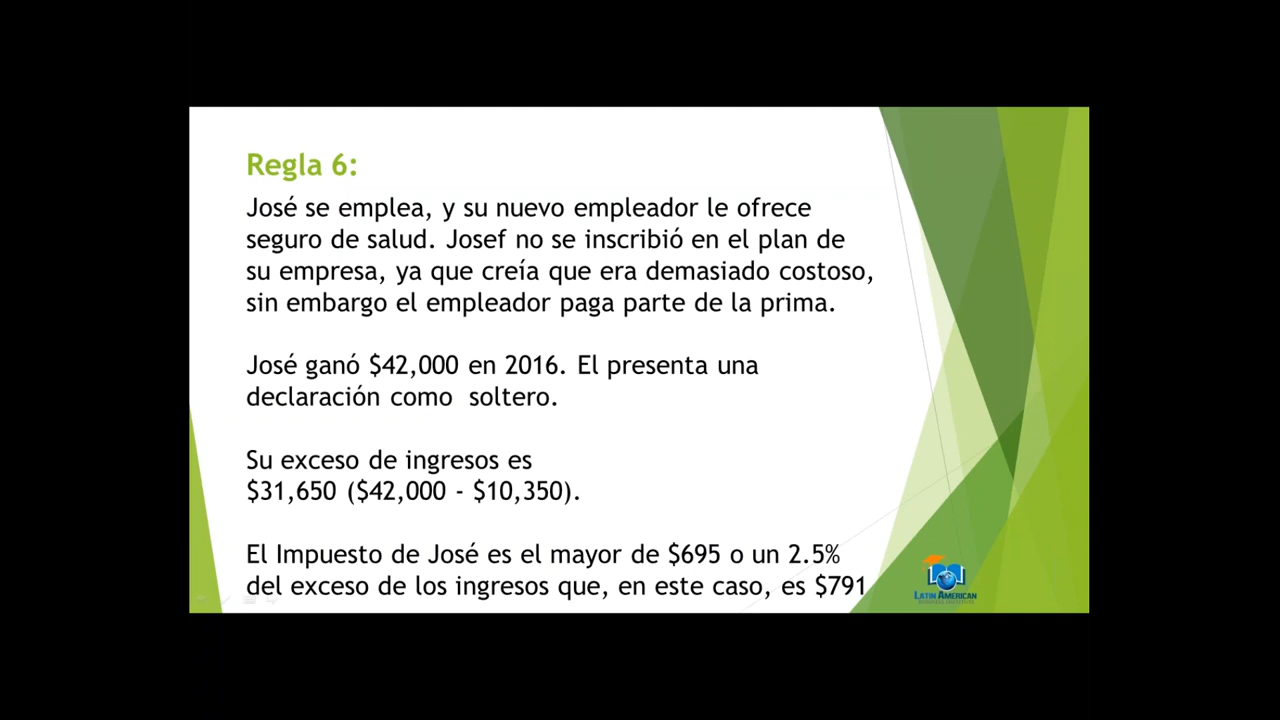 Regla 6:
José se emplea, y su nuevo empleador le ofrece
seguro de salud. Josef no se inscribió en el plan de
su empresa, ya que creía que era demasiado costoso,
sin embargo el empleador paga parte de la prima.
José ganó $42,000 en 2016. El presenta una
declaración como  soltero.
Su exceso de ingresos es
$31,650 ($42,000 - $10,350).
El Impuesto de José es el mayor de $695 o un 2.5%
del exceso de los ingresos que, en este caso, es $791
LATIN AMERICAN